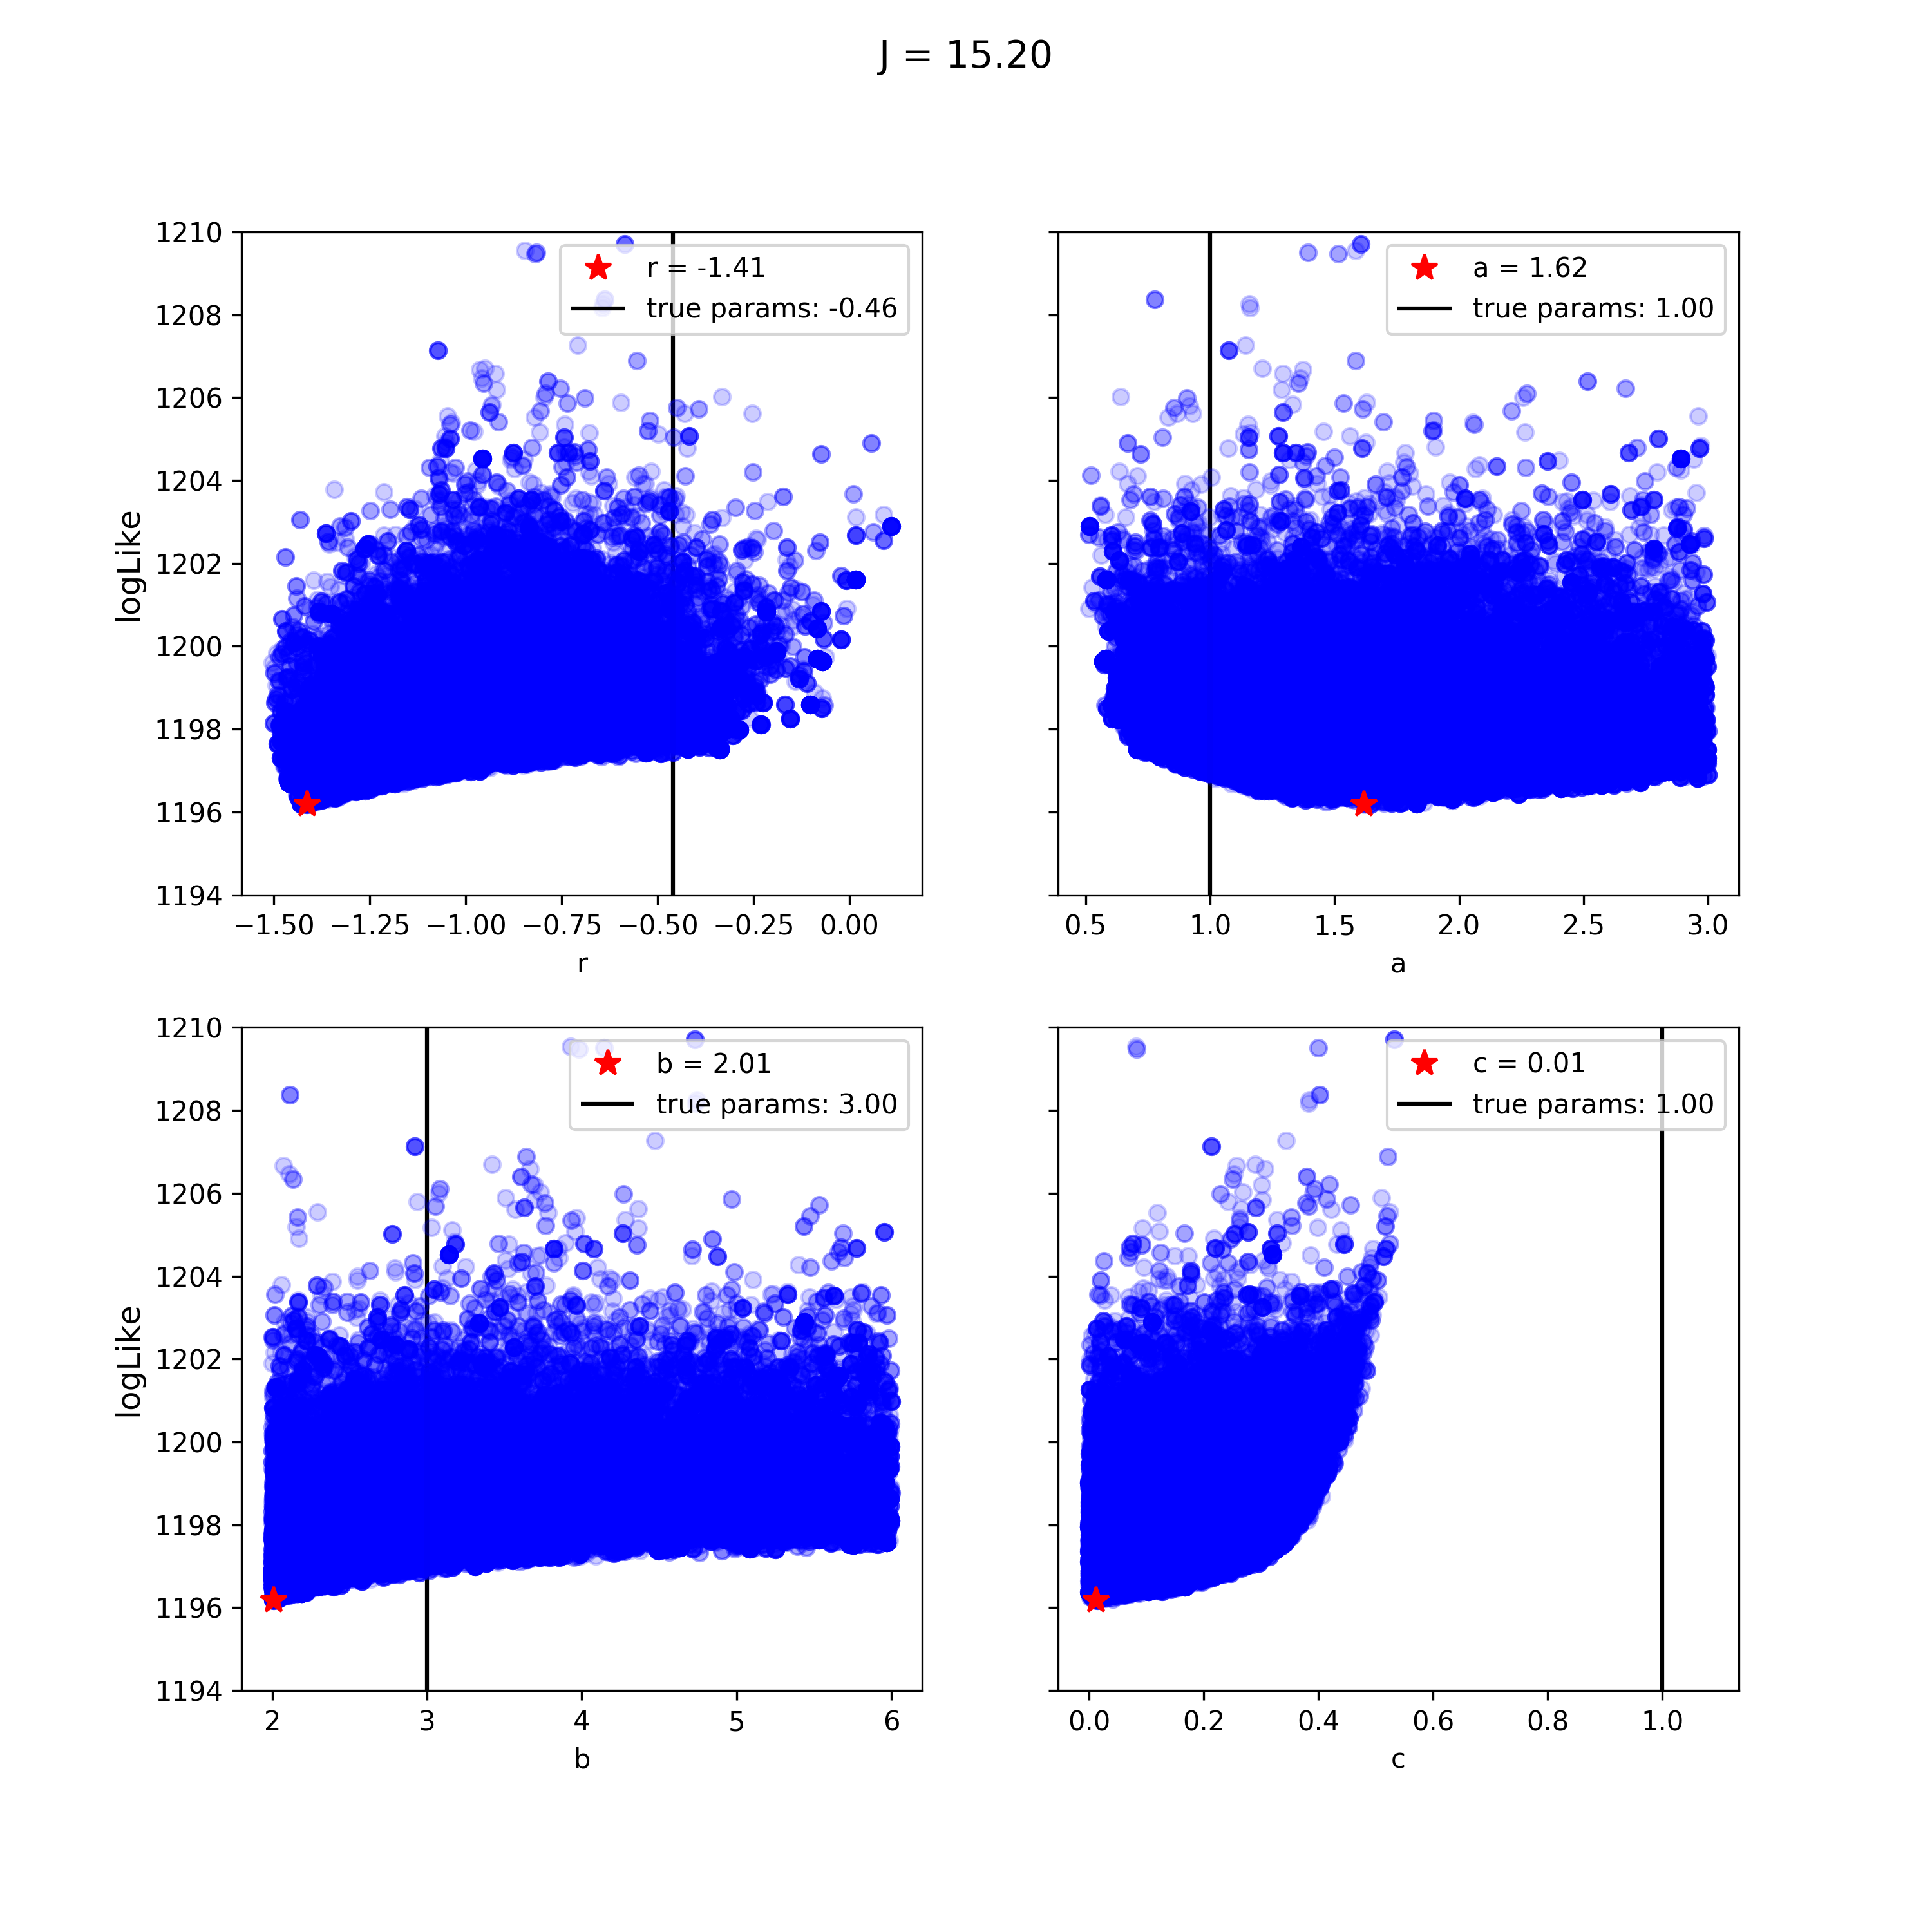 J = 15.20
1210
1208
1206
1204
1202
1200
1198
1196
1194
logLike
r = -1.41
true params: -0.46
−1.50 −1.25 −1.00 −0.75 −0.50 −0.25 0.00
r
a = 1.62
true params: 1.00
0.5 1.0 1.5 2.0 2.5 3.0
a
1210
1208
1206
1204
1202
1200
1198
1196
1194
logLike
b = 2.01
true params: 3.00
2 3 4 5 6
b
c = 0.01
true params: 1.00
0.0 0.2 0.4 0.6 0.8 1.0
c